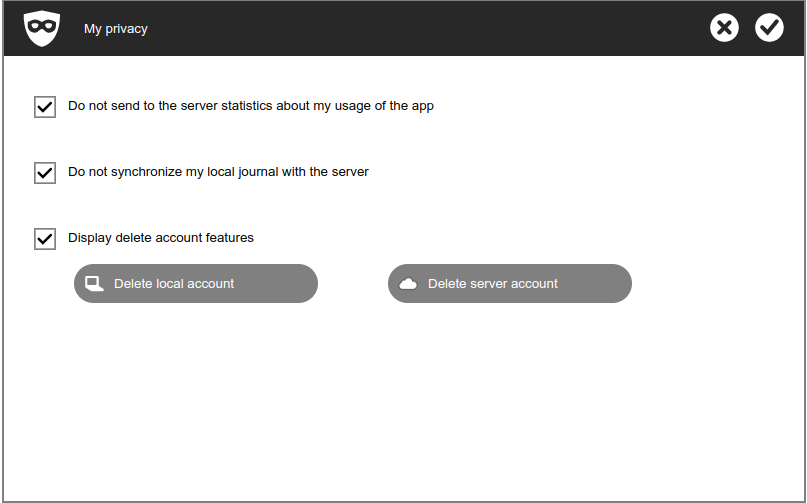 My privacy
Do not send to the server statistics about my usage of the app
Do not synchronize my local journal with the server
Display delete account features
Delete local account
Delete server account